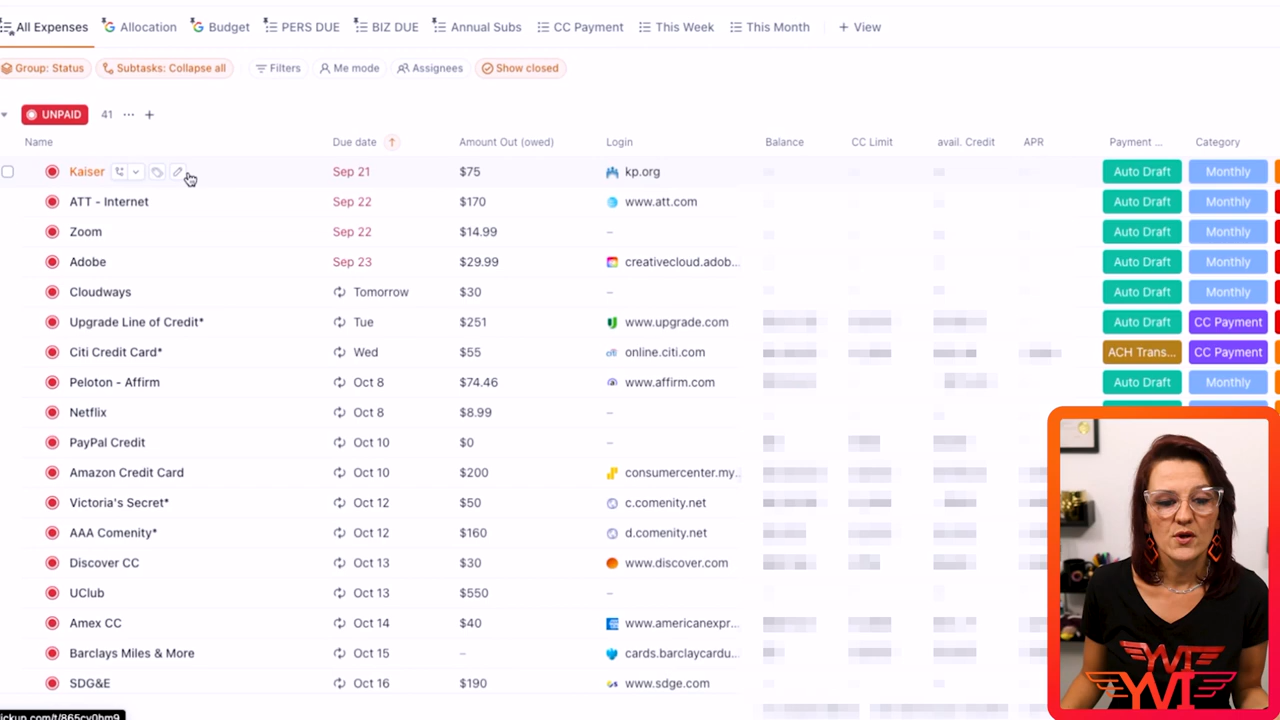 All Expenses Allocation Budget PERS DUE BIZ DUE Annual Subs CC Payment This Week This Month + View
Group: Status Subtasks: Collapse all Filters Me mode Assignees Show closed
UNPAID 41 ... +
Name Due date Amount Out (owed) Login Balance CC Limit avail. Credit APR Payment ... Category
Kaiser Sep 21 $75 kp.org Auto Draft Monthly
ATT - Internet Sep 22 $170 www.att.com Auto Draft Monthly
Zoom Sep 22 $14.99 – Auto Draft Monthly
Adobe Sep 23 $29.99 creativecloud.adob... Auto Draft Monthly
Cloudways Tomorrow $30 – Auto Draft Monthly
Upgrade Line of Credit* Tue $251 www.upgrade.com Auto Draft CC Payment
Citi Credit Card* Wed $55 online.citi.com ACH Trans... CC Payment
Peloton - Affirm Oct 8 $74.46 www.affirm.com Auto Draft Monthly
Netflix Oct 8 $8.99 –
PayPal Credit Oct 10 $0 –
Amazon Credit Card Oct 10 $200 consumercenter.my...
Victoria's Secret* Oct 12 $50 c.comenity.net
AAA Comenity* Oct 12 $160 d.comenity.net
Discover CC Oct 13 $30 www.discover.com
UClub Oct 13 $550 –
Amex CC Oct 14 $40 www.americanexpr...
Barclays Miles & More Oct 15 – cards.barclaycardu...
SDG&E Oct 16 $190 www.sdge.com
YVI
YVI